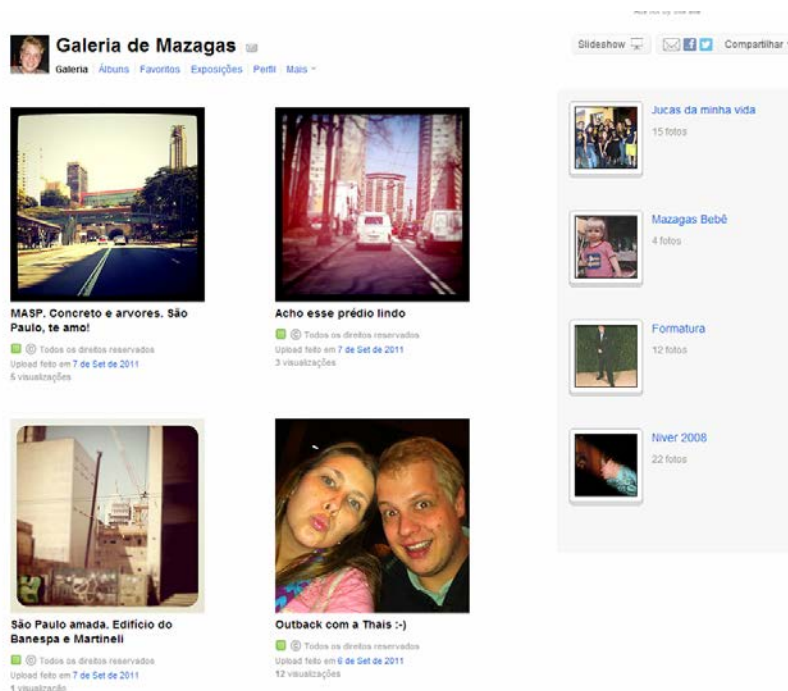 Galeria de Mazagas
Galeria Álbuns Favoritos Exposições Perfil Mais
Slideshow
Compartilhar
MASP. Concreto e arvores. São
Paulo, te amo!
© Todos os direitos reservados
Upload feito em 7 de Set de 2011
5 visualizações
Acho esse prédio lindo
© Todos os direitos reservados
Upload feito em 7 de Set de 2011
3 visualizações
São Paulo amada. Edifício do
Banespa e Martineli
© Todos os direitos reservados
Upload feito em 7 de Set de 2011
1 visualização
Outback com a Thais :-)
© Todos os direitos reservados
Upload feito em 6 de Set de 2011
12 visualizações
Jucas da minha vida
15 fotos
Mazagas Bebê
4 fotos
Formatura
12 fotos
Niver 2008
22 fotos